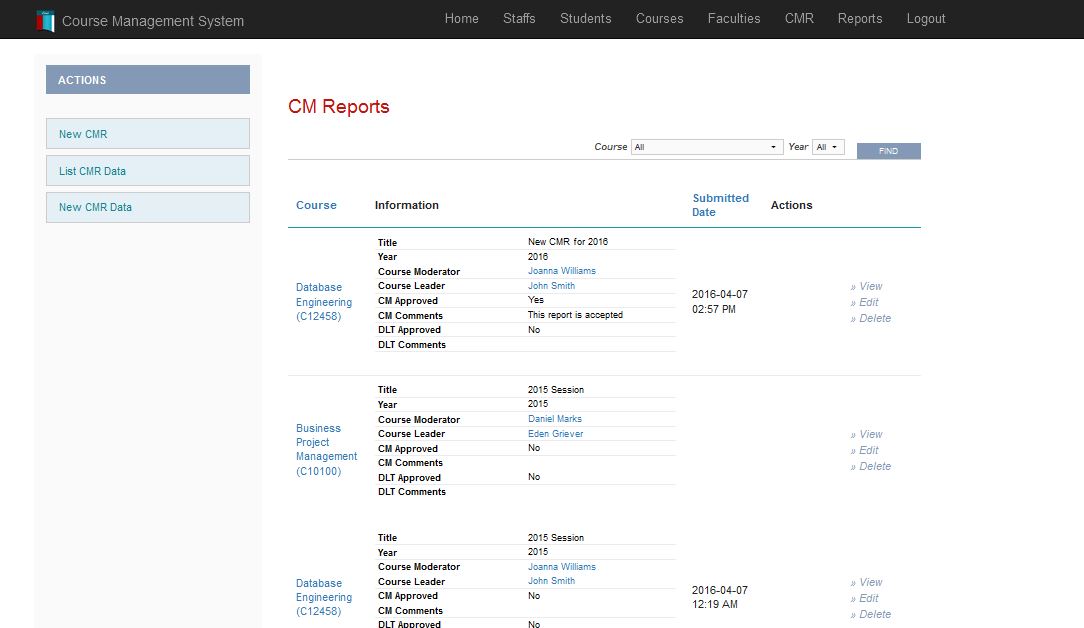 Course Management System
Home Staffs Students Courses Faculties CMR Reports Logout
ACTIONS
New CMR
List CMR Data
New CMR Data
CM Reports
Course All Year All FIND
Course Information Submitted Date Actions
Database Engineering (C12458)
Title New CMR for 2016
Year 2016
Course Moderator Joanna Williams
Course Leader John Smith
CM Approved Yes
CM Comments This report is accepted
DLT Approved No
DLT Comments
2016-04-07
02:57 PM
» View
» Edit
» Delete
Business Project Management (C10100)
Title 2015 Session
Year 2015
Course Moderator Daniel Marks
Course Leader Eden Griever
CM Approved No
CM Comments
DLT Approved No
DLT Comments
» View
» Edit
» Delete
Database Engineering (C12458)
Title 2015 Session
Year 2015
Course Moderator Joanna Williams
Course Leader John Smith
CM Approved No
CM Comments
DLT Approved No
2016-04-07
12:19 AM
» View
» Edit
» Delete